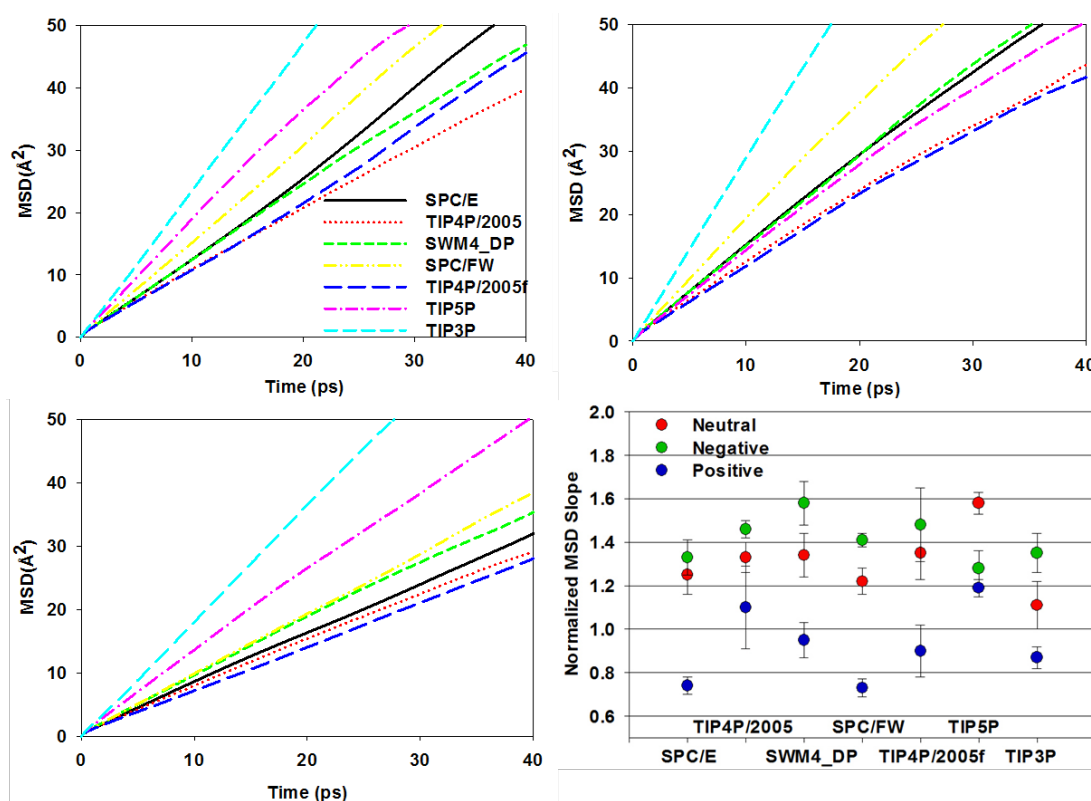 50
40
30
20
10
0
MSD(Å²)
SPC/E
TIP4P/2005
SWM4_DP
SPC/FW
TIP4P/2005f
TIP5P
TIP3P
0 10 20 30 40
Time (ps)
50
40
30
20
10
0
MSD (Å²)
0 10 20 30 40
Time (ps)
50
40
30
20
10
0
MSD(Å²)
0 10 20 30 40
Time (ps)
2.0
1.8
1.6
1.4
1.2
1.0
0.8
0.6
Normalized MSD Slope
Neutral
Negative
Positive
TIP4P/2005 SPC/FW TIP5P
SPC/E SWM4_DP TIP4P/2005f TIP3P